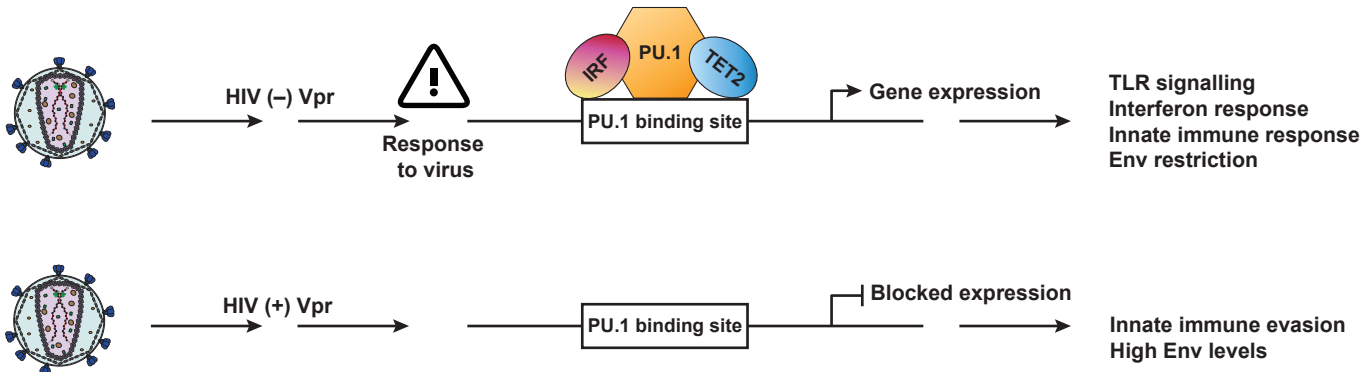 HIV (–) Vpr
Response
to virus
IRF
PU.1
TET2
PU.1 binding site
Gene expression
TLR signalling
Interferon response
Innate immune response
Env restriction
HIV (+) Vpr
PU.1 binding site
Blocked expression
Innate immune evasion
High Env levels